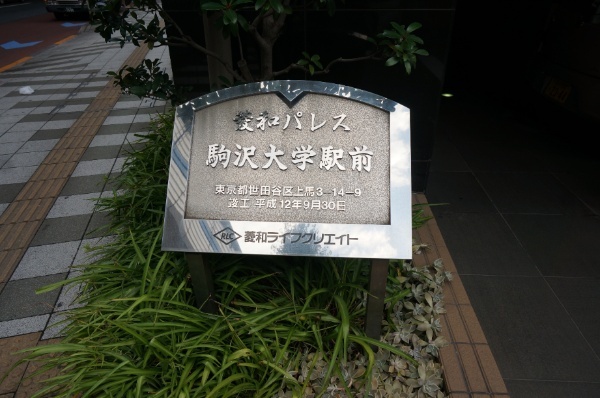 菱和パレス
駒沢大学駅前
東京都世田谷区上馬3-14-9
竣工 平成12年9月30日
RLC 菱和ライフクリエイト